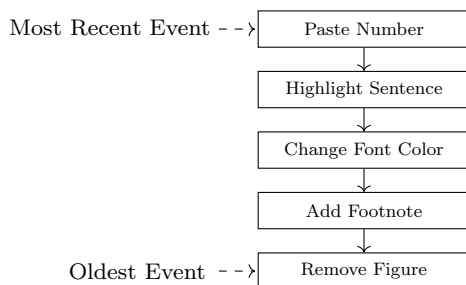 Most Recent Event
Paste Number
Highlight Sentence
Change Font Color
Add Footnote
Oldest Event
Remove Figure